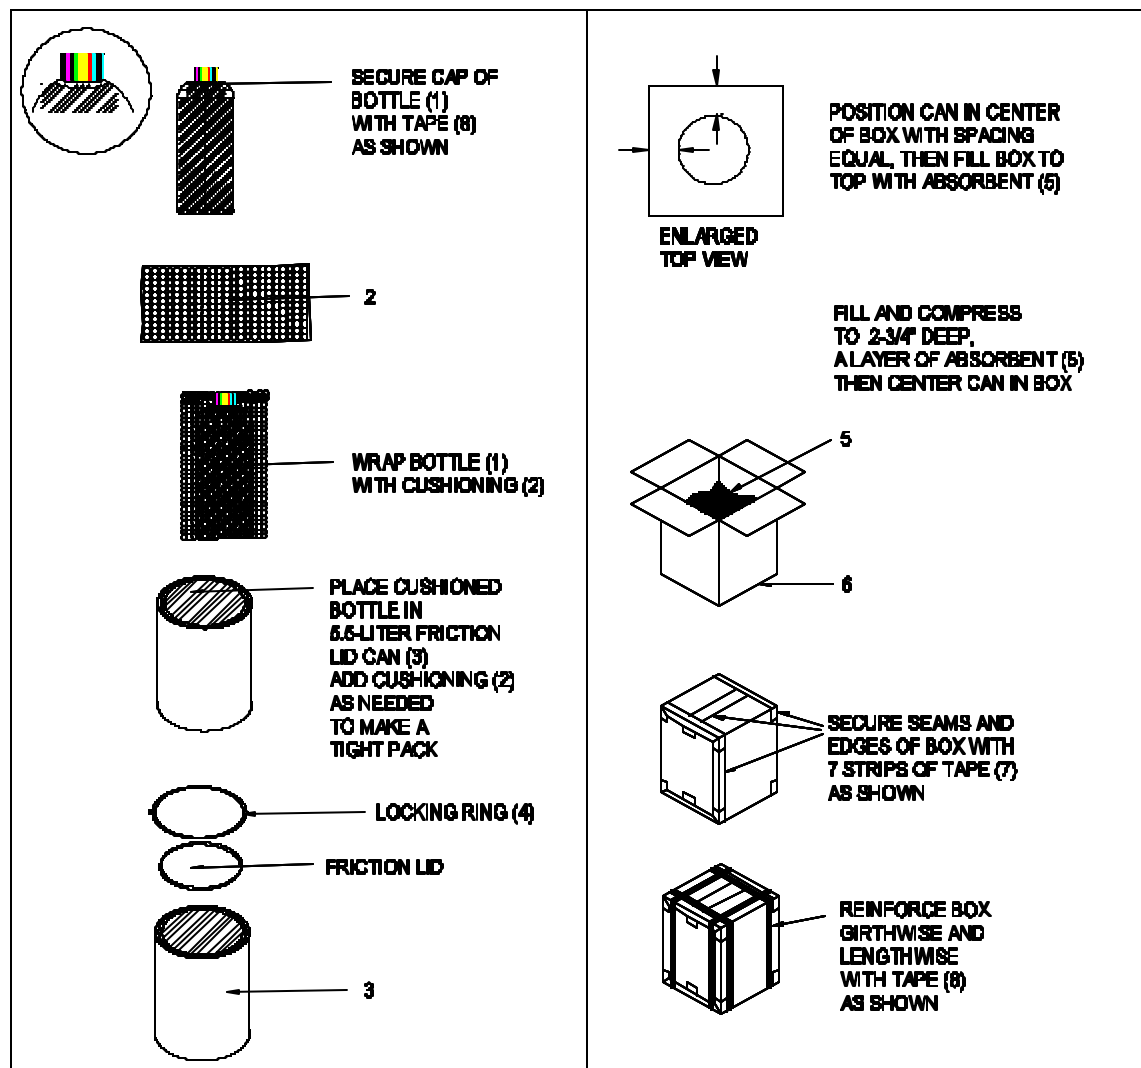 SECURE CAP OF
BOTTLE (1)
WITH TAPE (8)
AS SHOWN
2
WRAP BOTTLE (1)
WITH CUSHIONING (2)
PLACE CUSHIONED
BOTTLE IN
5.5-LITER FRICTION
LID CAN (3)
ADD CUSHIONING (2)
AS NEEDED
TO MAKE A
TIGHT PACK
LOCKING RING (4)
FRICTION LID
3
POSITION CAN IN CENTER
OF BOX WITH SPACING
EQUAL, THEN FILL BOX TO
TOP WITH ABSORBENT (5)
ENLARGED
TOP VIEW
FILL AND COMPRESS
TO 2-3/4" DEEP,
A LAYER OF ABSORBENT (5)
THEN CENTER CAN IN BOX
5
6
SECURE SEAMS AND
EDGES OF BOX WITH
7 STRIPS OF TAPE (7)
AS SHOWN
REINFORCE BOX
GIRTHWISE AND
LENGTHWISE
WITH TAPE (8)
AS SHOWN